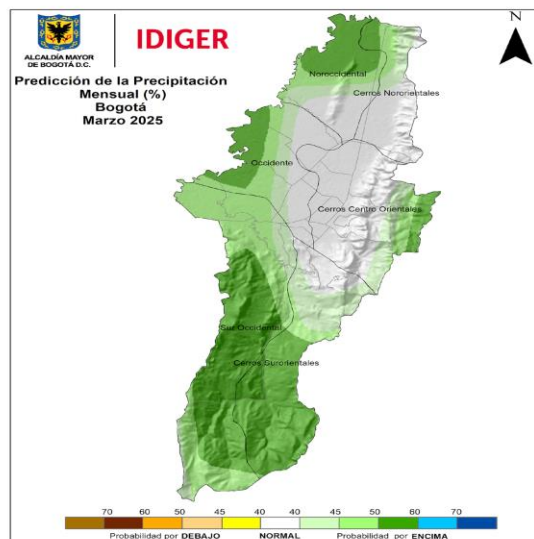 ALCALDÍA MAYOR
DE BOGOTÁ D.C.
IDIGER
N
Predicción de la Precipitación
Mensual (%)
Bogotá
Marzo 2025
Noroccidental
Cerros Nororientales
Occidente
Cerros Centro Orientales
Sur Occidental
Cerros Surorientales
70 60 50 45 40 40 45 50 60 70
Probabilidad por DEBAJO NORMAL Probabilidad por ENCIMA